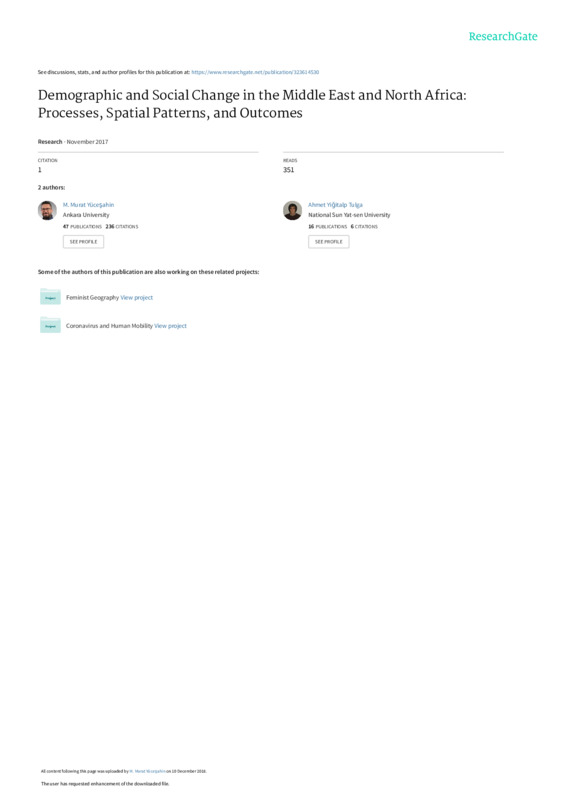 ResearchGate
See discussions, stats, and author profiles for this publication at: https://www.researchgate.net/publication/323614530
Demographic and Social Change in the Middle East and North Africa:
Processes, Spatial Patterns, and Outcomes
Research · November 2017
CITATION
1
READS
351
2 authors:
M. Murat Yüceşahin
Ankara University
47 PUBLICATIONS 236 CITATIONS
SEE PROFILE
Ahmet Yiğitalp Tulga
National Sun Yat-sen University
16 PUBLICATIONS 6 CITATIONS
SEE PROFILE
Some of the authors of this publication are also working on these related projects:
Feminist Geography View project
Coronavirus and Human Mobility View project
All content following this page was uploaded by M. Murat Yüceşahin on 10 December 2018.
The user has requested enhancement of the downloaded file.